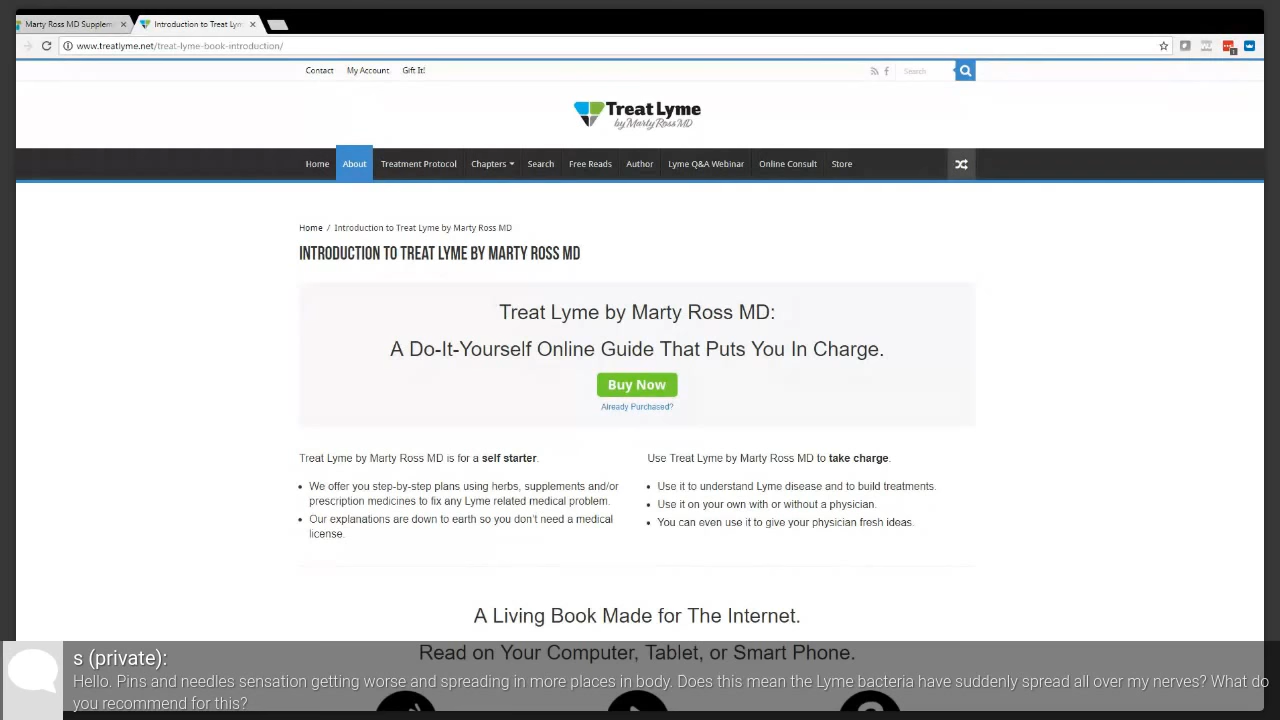 Marty Ross MD Supplem
Introduction to Treat Lym
www.treatlyme.net/treat-lyme-book-introduction/
Contact My Account Gift It!
Search
Treat Lyme
by Marty Ross MD
Home About Treatment Protocol Chapters Search Free Reads Author Lyme Q&A Webinar Online Consult Store
Home / Introduction to Treat Lyme by Marty Ross MD
INTRODUCTION TO TREAT LYME BY MARTY ROSS MD
Treat Lyme by Marty Ross MD:
A Do-It-Yourself Online Guide That Puts You In Charge.
Buy Now
Already Purchased?
Treat Lyme by Marty Ross MD is for a self starter.
We offer you step-by-step plans using herbs, supplements and/or
prescription medicines to fix any Lyme related medical problem.
Our explanations are down to earth so you don't need a medical
license.
Use Treat Lyme by Marty Ross MD to take charge.
Use it to understand Lyme disease and to build treatments.
Use it on your own with or without a physician.
You can even use it to give your physician fresh ideas.
A Living Book Made for The Internet.
Read on Your Computer, Tablet, or Smart Phone.
s (private):
Hello. Pins and needles sensation getting worse and spreading in more places in body. Does this mean the Lyme bacteria have suddenly spread all over my nerves? What do
you recommend for this?